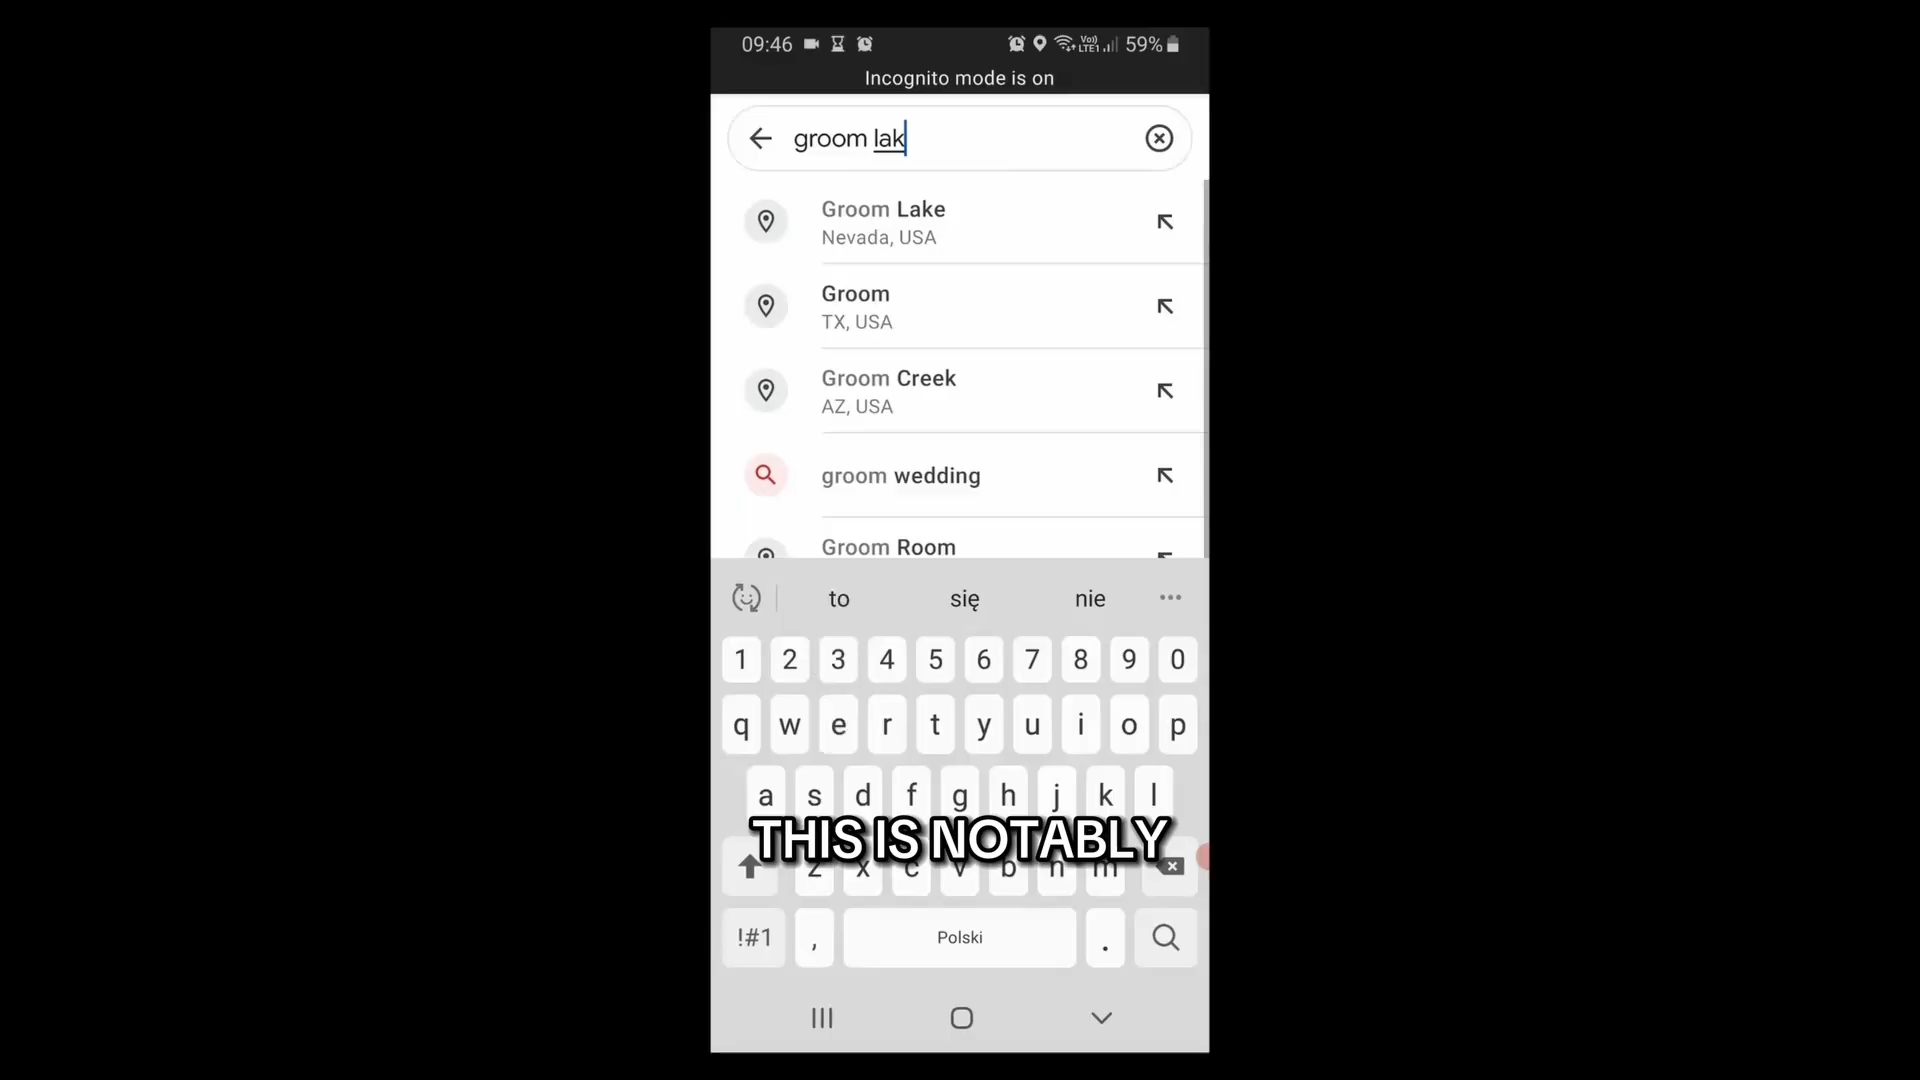 09:46 Vo)) LTE1 59%
Incognito mode is on
groom lak
Groom Lake
Nevada, USA
Groom
TX, USA
Groom Creek
AZ, USA
groom wedding
Groom Room
to się nie
1 2 3 4 5 6 7 8 9 0
q w e r t y u i o p
a s d f g h j k l
THIS IS NOTABLY
z x c v b n m
!#1 , Polski .